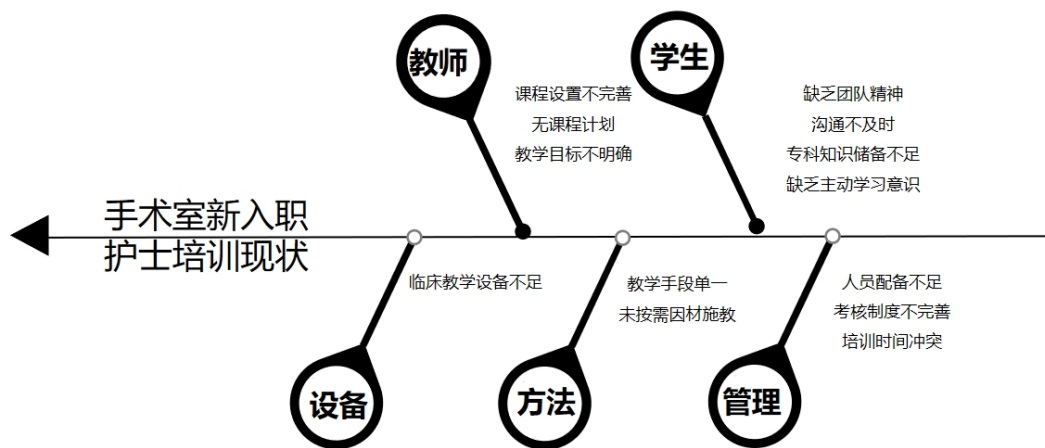 教师
课程设置不完善
无课程计划
教学目标不明确
学生
缺乏团队精神
沟通不及时
专科知识储备不足
缺乏主动学习意识
手术室新入职
护士培训现状
临床教学设备不足
设备
教学手段单一
未按需因材施教
方法
人员配备不足
考核制度不完善
培训时间冲突
管理